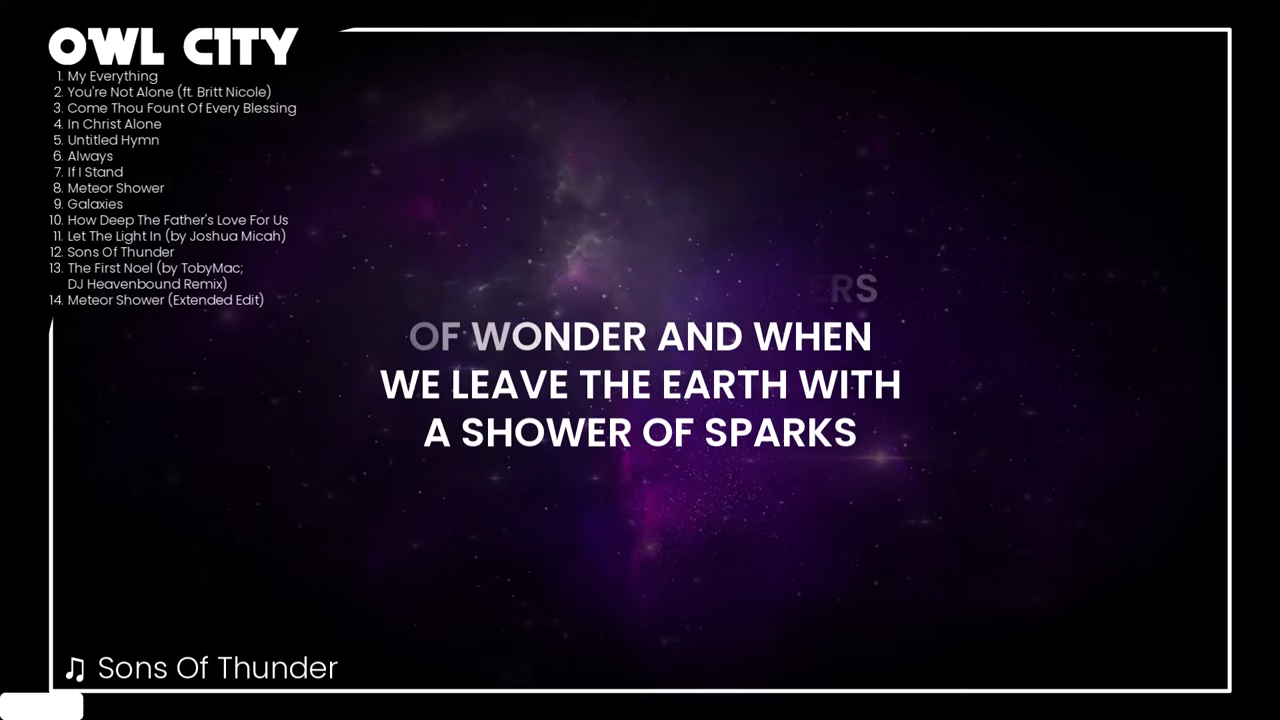 OWL CITY
1. My Everything
2. You're Not Alone (ft. Britt Nicole)
3. Come Thou Fount Of Every Blessing
4. In Christ Alone
5. Untitled Hymn
6. Always
7. If I Stand
8. Meteor Shower
9. Galaxies
10. How Deep The Father's Love For Us
11. Let The Light In (by Joshua Micah)
12. Sons Of Thunder
13. The First Noel (by TobyMac;
DJ Heavenbound Remix)
14. Meteor Shower (Extended Edit)
OF WONDER AND WHEN
WE LEAVE THE EARTH WITH
A SHOWER OF SPARKS
♫ Sons Of Thunder